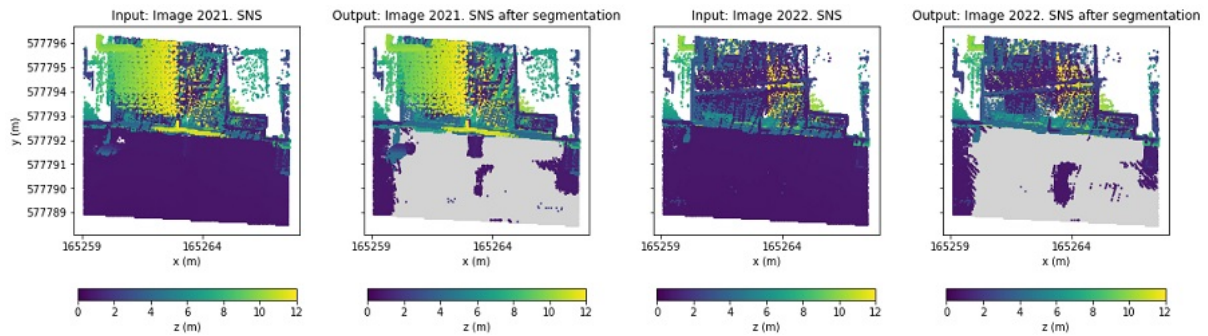 Input: Image 2021. SNS
Output: Image 2021. SNS after segmentation
Input: Image 2022. SNS
Output: Image 2022. SNS after segmentation
y (m)
577796
577795
577794
577793
577792
577791
577790
577789
165259 165264
165259 165264
165259 165264
165259 165264
x (m)
x (m)
x (m)
x (m)
0 2 4 6 8 10 12
0 2 4 6 8 10 12
0 2 4 6 8 10 12
0 2 4 6 8 10 12
z (m)
z (m)
z (m)
z (m)